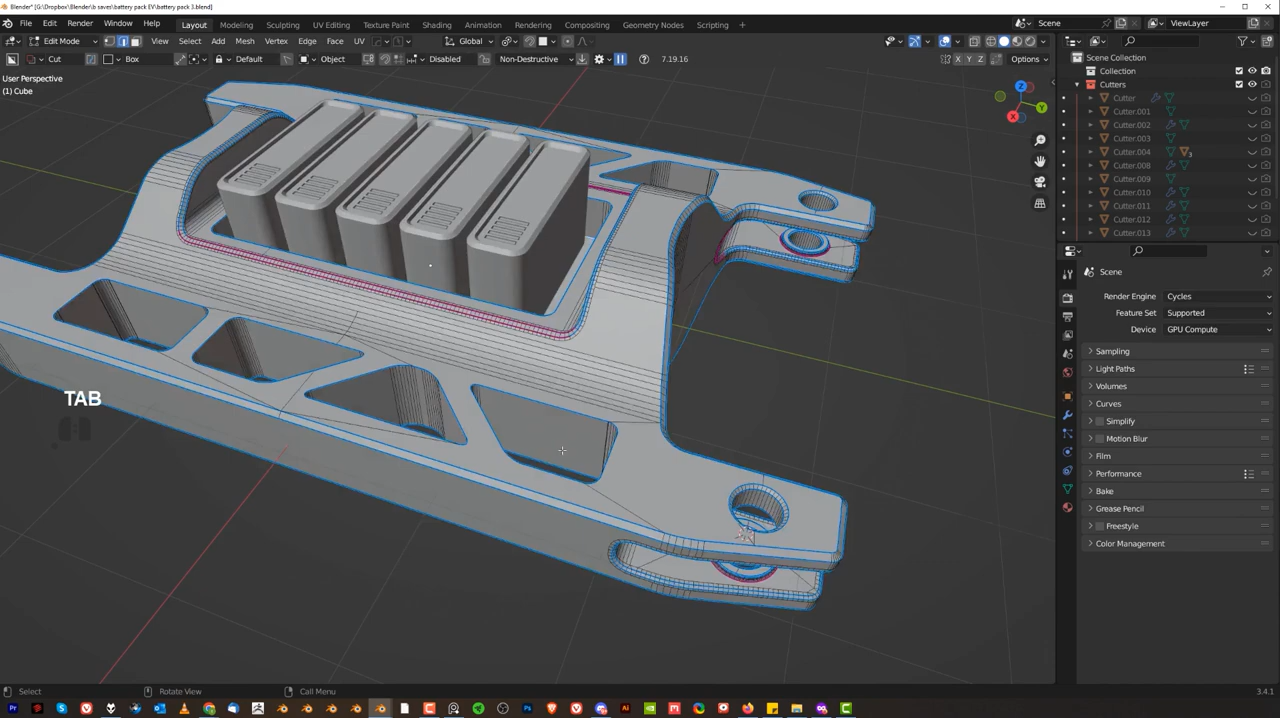 Blender* [G:\Dropbox\Blender\b saves\battery pack EV\battery pack 3.blend]
File Edit Render Window Help Layout Modeling Sculpting UV Editing Texture Paint Shading Animation Rendering Compositing Geometry Nodes Scripting + Scene ViewLayer
Edit Mode View Select Add Mesh Vertex Edge Face UV Global
Cut Box Default Object Disabled Non-Destructive 7.19.16 X Y Z Options
User Perspective
(1) Cube
Z
Y
X
TAB
Scene Collection
Collection
Cutters
Cutter
Cutter.001
Cutter.002
Cutter.003
Cutter.004 3
Cutter.008
Cutter.009
Cutter.010
Cutter.011
Cutter.012
Cutter.013
Scene
Render Engine Cycles
Feature Set Supported
Device GPU Compute
Sampling
Light Paths
Volumes
Curves
Simplify
Motion Blur
Film
Performance
Bake
Grease Pencil
Freestyle
Color Management
Select Rotate View Call Menu 3.4.1